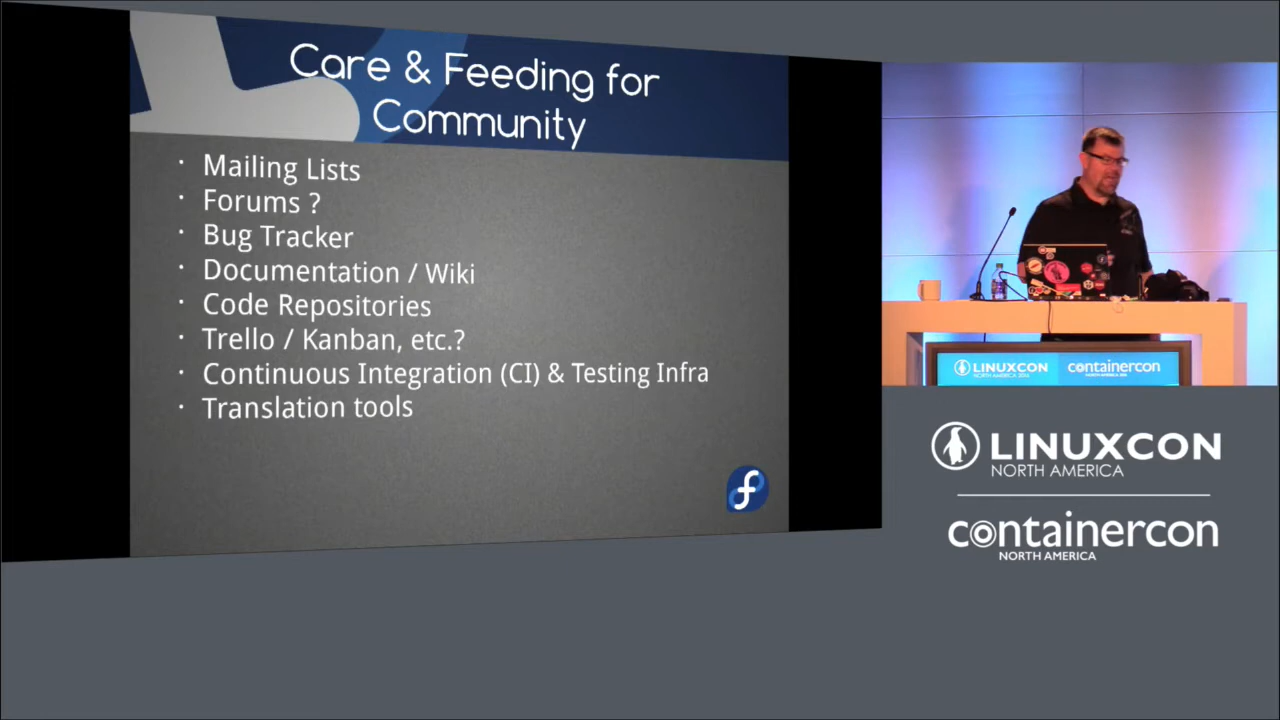 Care & Feeding for
Community
· Mailing Lists
· Forums ?
· Bug Tracker
· Documentation / Wiki
· Code Repositories
· Trello / Kanban, etc.?
· Continuous Integration (CI) & Testing Infra
· Translation tools
LINUXCON
containercon
LINUXCON
NORTH AMERICA
containercon
NORTH AMERICA